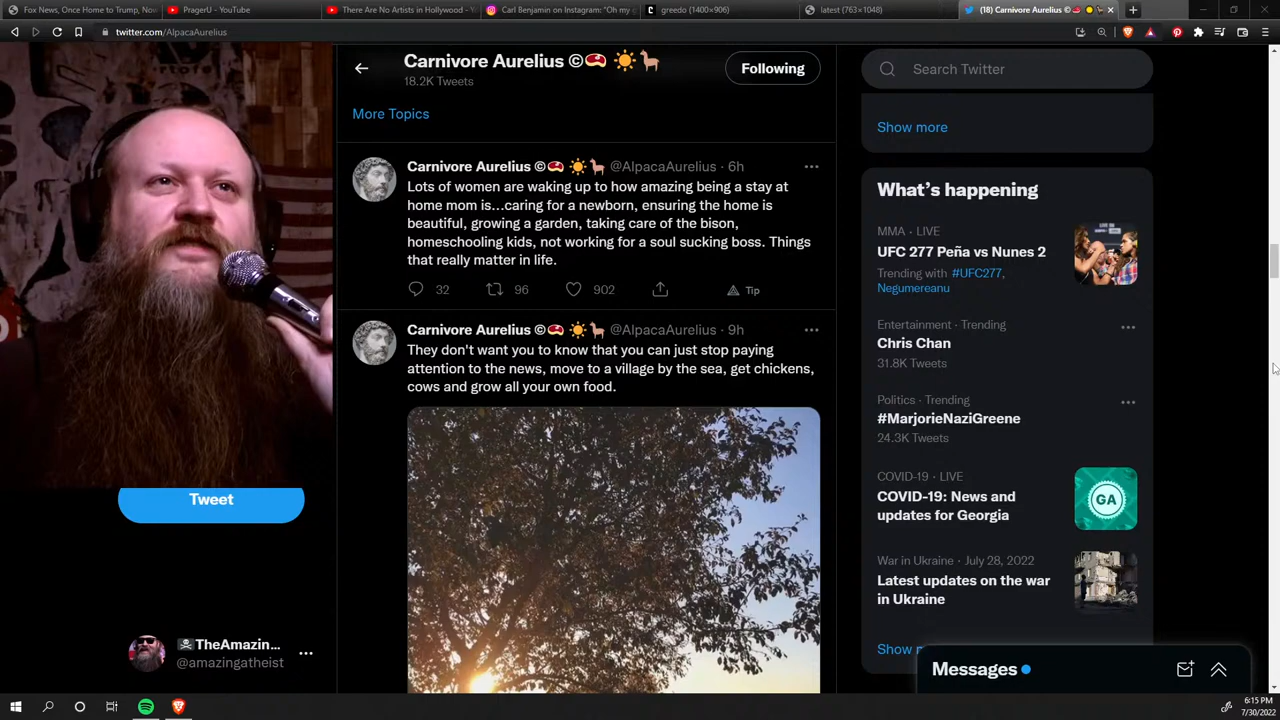 Fox News, Once Home to Trump, Now
PragerU - YouTube
There Are No Artists in Hollywood - Y
Carl Benjamin on Instagram: "Oh my g
greedo (1400×906)
latest (763×1048)
(18) Carnivore Aurelius ©
twitter.com/AlpacaAurelius
Carnivore Aurelius ©🥩 ☀️🦙
18.2K Tweets
Following
More Topics
Carnivore Aurelius ©🥩 ☀️🦙 @AlpacaAurelius · 6h
Lots of women are waking up to how amazing being a stay at
home mom is...caring for a newborn, ensuring the home is
beautiful, growing a garden, taking care of the bison,
homeschooling kids, not working for a soul sucking boss. Things
that really matter in life.
32 96 902 Tip
Carnivore Aurelius ©🥩 ☀️🦙 @AlpacaAurelius · 9h
They don't want you to know that you can just stop paying
attention to the news, move to a village by the sea, get chickens,
cows and grow all your own food.
Tweet
☠️TheAmazin...
@amazingatheist
Search Twitter
Show more
What's happening
MMA · LIVE
UFC 277 Peña vs Nunes 2
Trending with #UFC277,
Negumereanu
Entertainment · Trending
Chris Chan
31.8K Tweets
Politics · Trending
#MarjorieNaziGreene
24.3K Tweets
COVID-19 · LIVE
COVID-19: News and
updates for Georgia
GA
War in Ukraine · July 28, 2022
Latest updates on the war
in Ukraine
Show
Messages
6:15 PM
7/30/2022